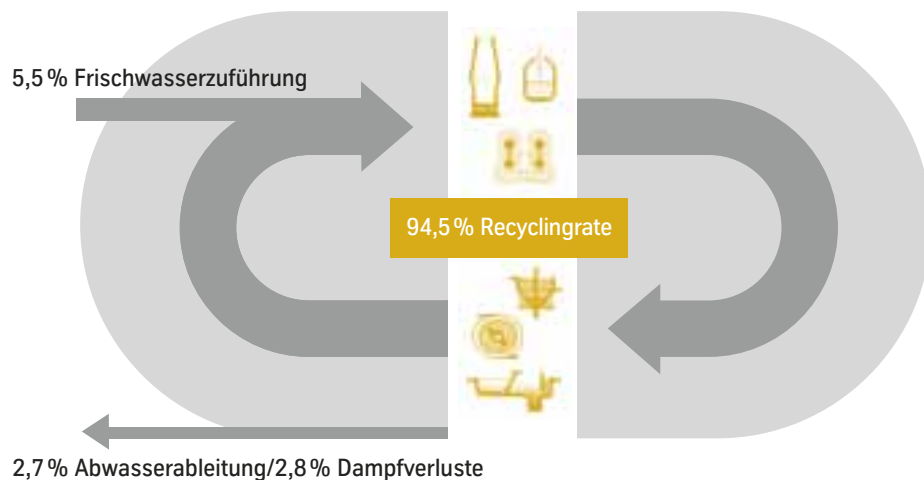 5,5 % Frischwasserzuführung
94,5 % Recyclingrate
2,7 % Abwasserableitung/2,8 % Dampfverluste